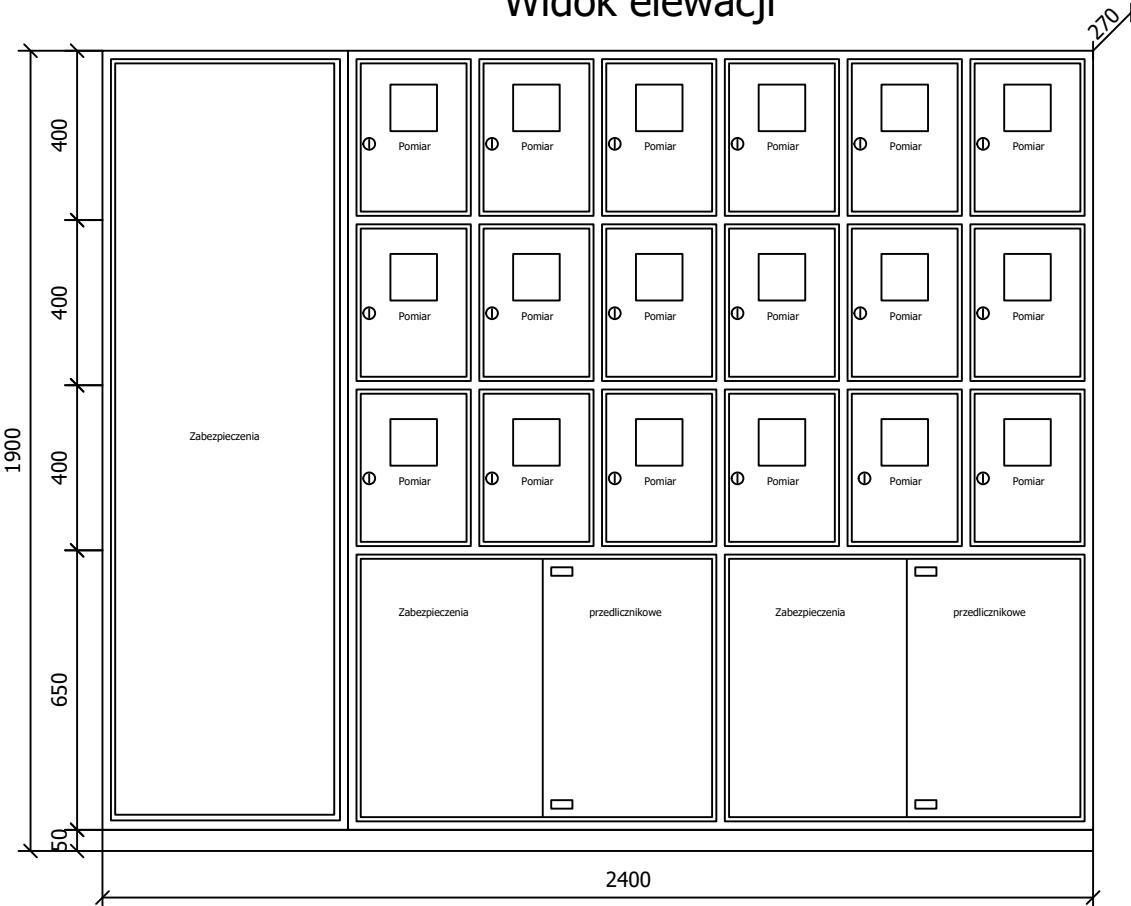 Widok elewacji
270
400
Pomiar Pomiar Pomiar Pomiar Pomiar Pomiar
400
Pomiar Pomiar Pomiar Pomiar Pomiar Pomiar
1900
Zabezpieczenia
400
Pomiar Pomiar Pomiar Pomiar Pomiar Pomiar
Zabezpieczenia przedlicznikowe Zabezpieczenia przedlicznikowe
650
50
2400